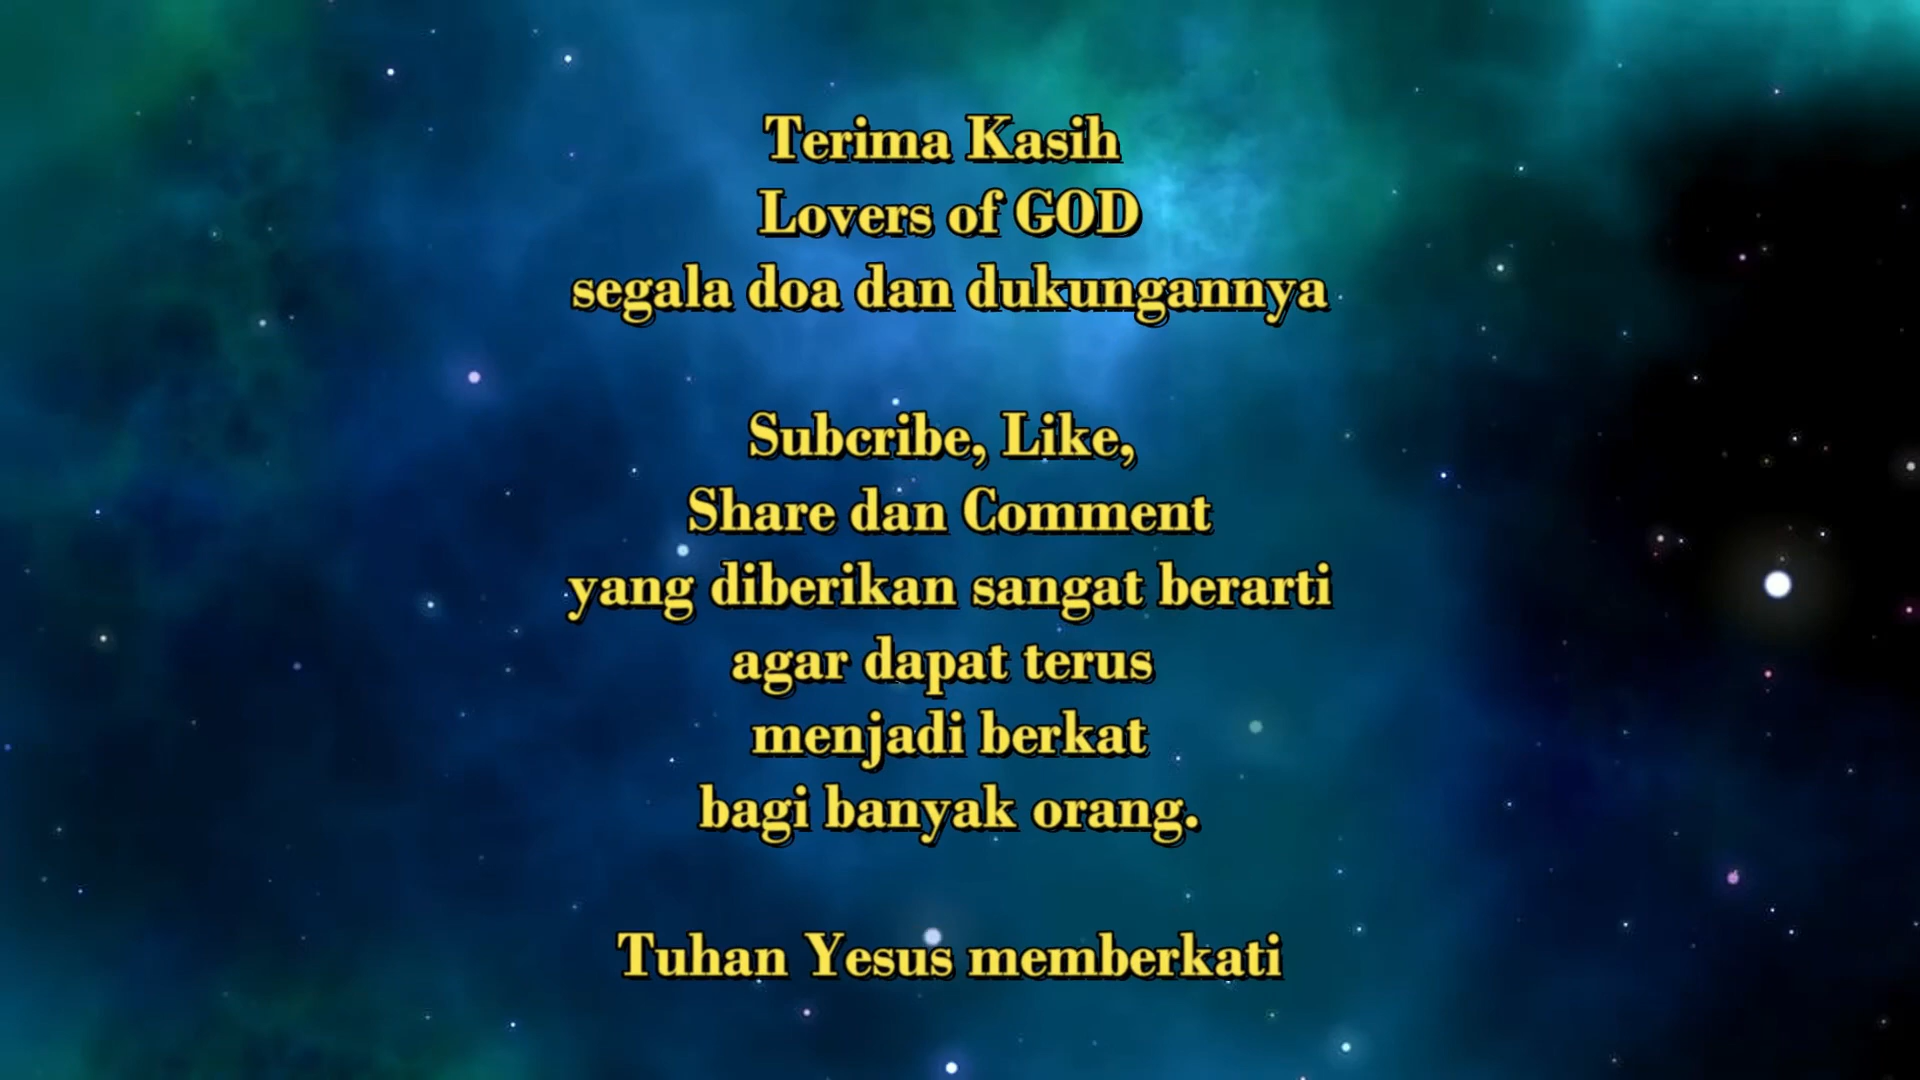 Terima Kasih
Lovers of GOD
segala doa dan dukungannya
Subcribe, Like,
Share dan Comment
yang diberikan sangat berarti
agar dapat terus
menjadi berkat
bagi banyak orang.
Tuhan Yesus memberkati